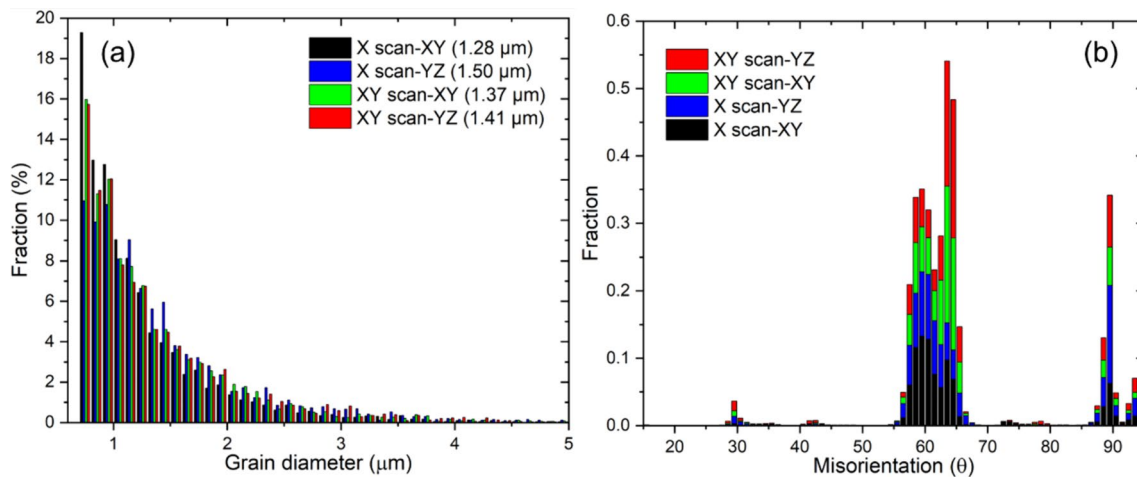 (a)
X scan-XY (1.28 μm)
X scan-YZ (1.50 μm)
XY scan-XY (1.37 μm)
XY scan-YZ (1.41 μm)
20
18
16
14
12
10
8
6
4
2
0
Fraction (%)
1
2
3
4
5
Grain diameter (μm)
(b)
XY scan-YZ
XY scan-XY
X scan-YZ
X scan-XY
0.6
0.5
0.4
0.3
0.2
0.1
0.0
Fraction
20
30
40
50
60
70
80
90
Misorientation (θ)